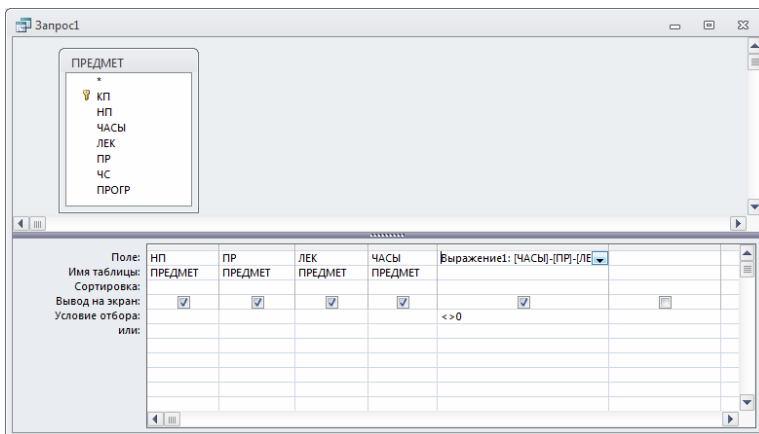 Запрос1
ПРЕДМЕТ
*
КП
НП
ЧАСЫ
ЛЕК
ПР
ЧС
ПРОГР
Поле: НП ПР ЛЕК ЧАСЫ Выражение1: [ЧАСЫ]-[ПР]-[ЛЕ
Имя таблицы: ПРЕДМЕТ ПРЕДМЕТ ПРЕДМЕТ ПРЕДМЕТ
Сортировка:
Вывод на экран:
Условие отбора: <>0
или: